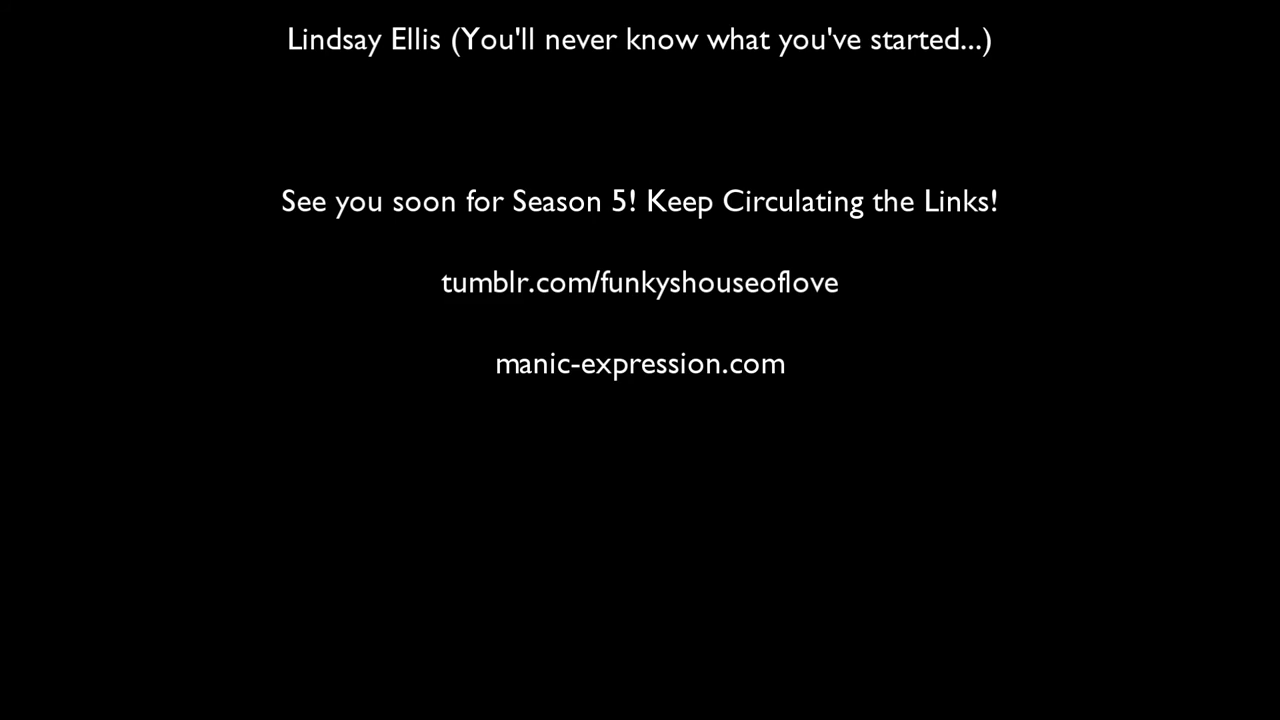 Lindsay Ellis (You'll never know what you've started...)
See you soon for Season 5! Keep Circulating the Links!
tumblr.com/funkyshouseoflove
manic-expression.com